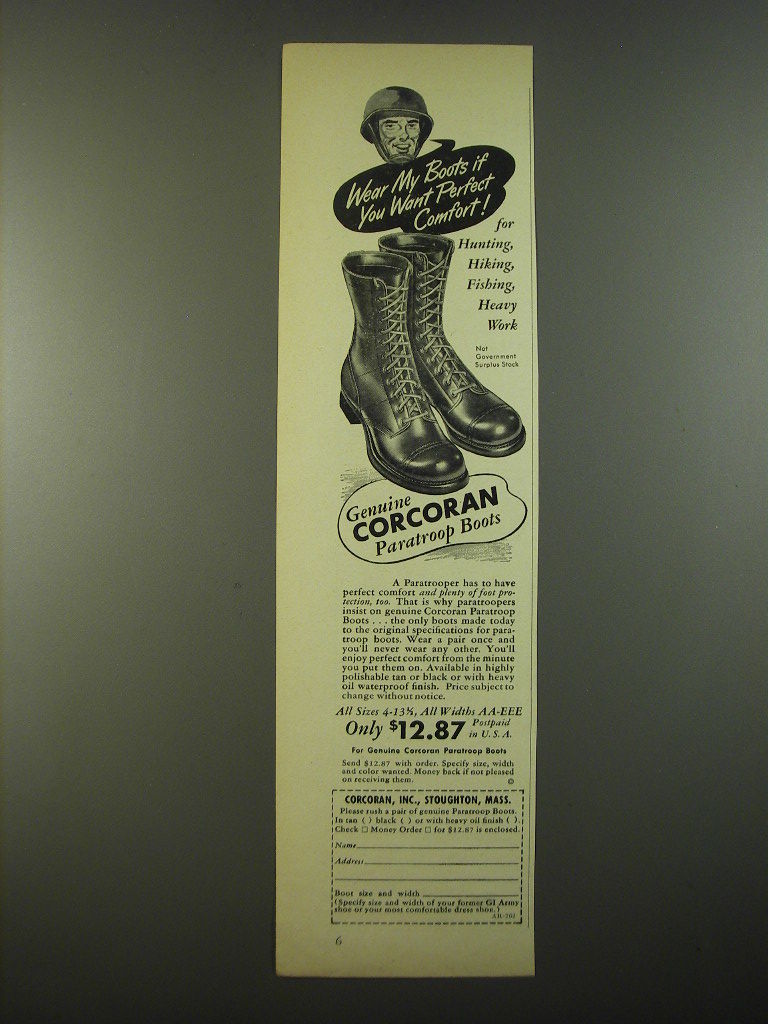 Wear My Boots if
You Want Perfect
Comfort!
for
Hunting,
Hiking,
Fishing,
Heavy
Work
Not
Government
Surplus Stock
Genuine
CORCORAN
Paratroop Boots
A Paratrooper has to have
perfect comfort and plenty of foot pro-
tection, too. That is why paratroopers
insist on genuine Corcoran Paratroop
Boots . . . the only boots made today
to the original specifications for para-
troop boots. Wear a pair once and
you'll never wear any other. You'll
enjoy perfect comfort from the minute
you put them on. Available in highly
polishable tan or black or with heavy
oil waterproof finish. Price subject to
change without notice.
All Sizes 4-13½, All Widths AA-EEE
Only $12.87 Postpaid
in U. S. A.
For Genuine Corcoran Paratroop Boots
Send $12.87 with order. Specify size, width
and color wanted. Money back if not pleased
on receiving them. ©
CORCORAN, INC., STOUGHTON, MASS.
Please rush a pair of genuine Paratroop Boots.
In tan ( ) black ( ) or with heavy oil finish ( ).
Check □ Money Order □ for $12.87 is enclosed.
Name
Address
Boot size and width
(Specify size and width of your former GI Army
shoe or your most comfortable dress shoe.)
6